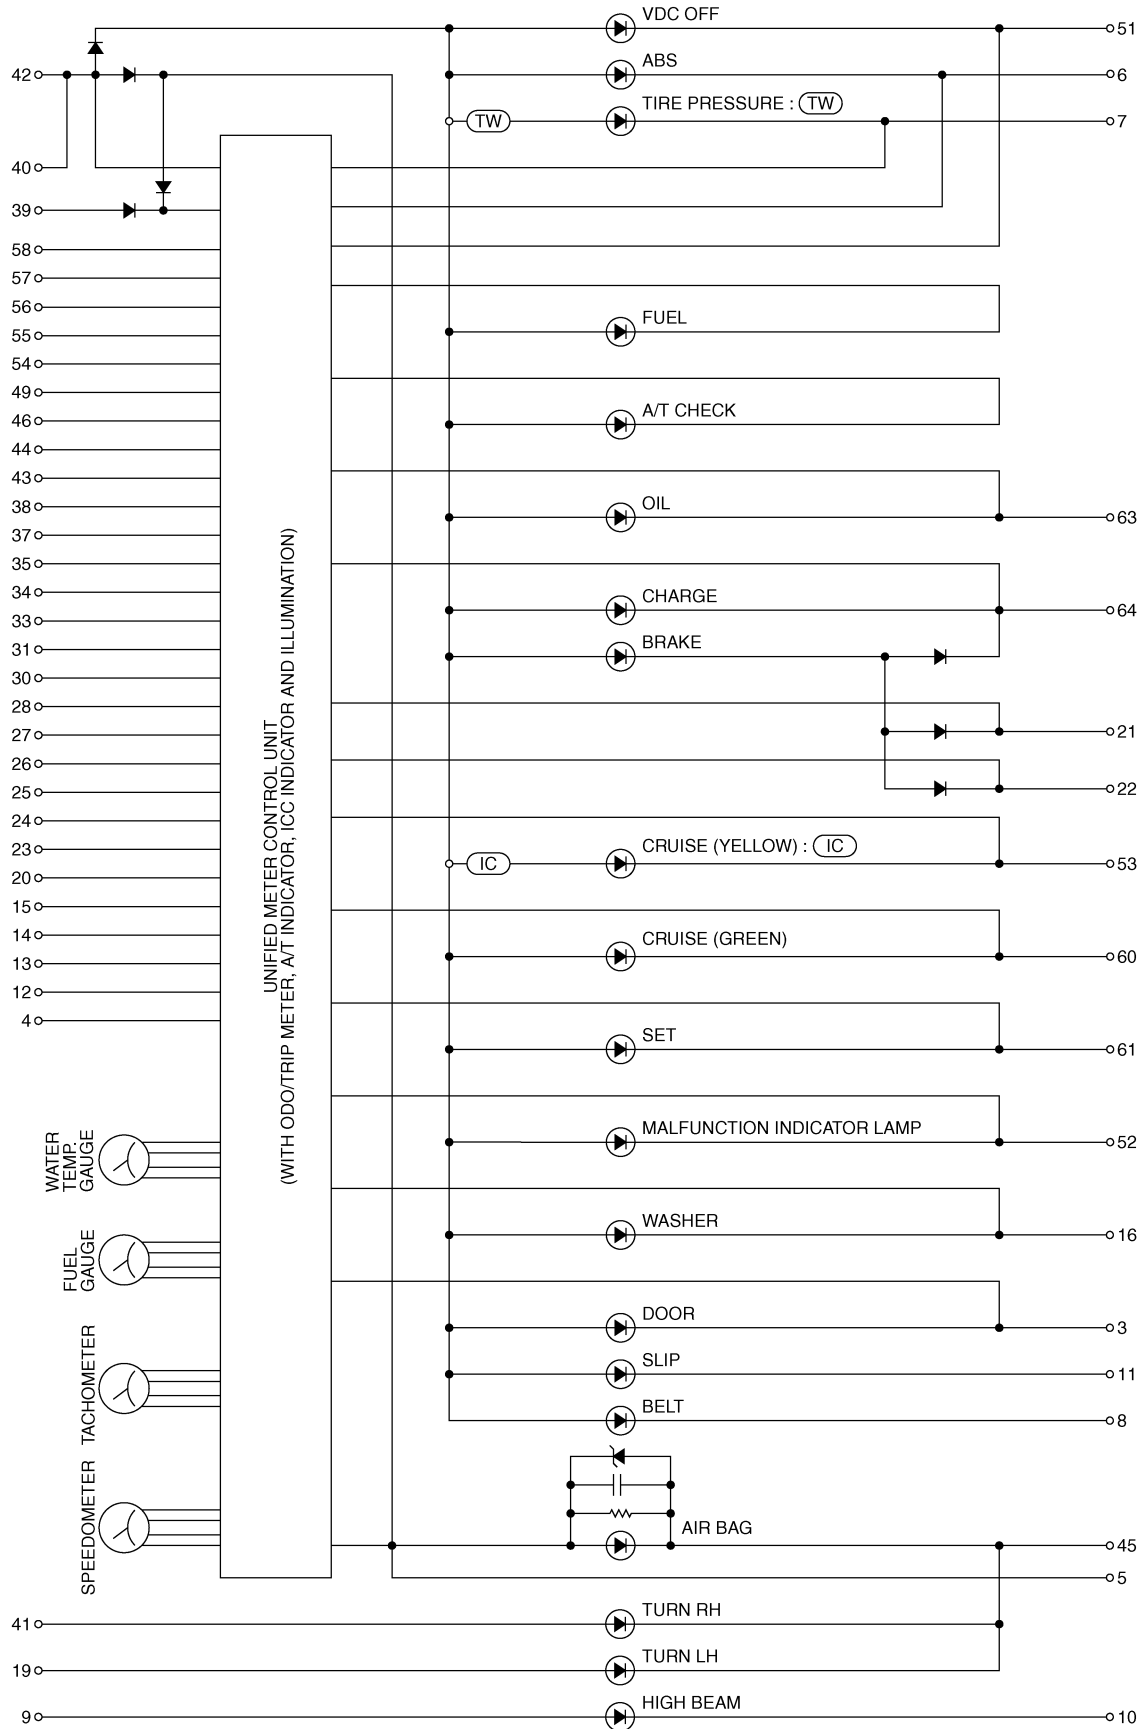 VDC OFF
51
42
ABS
6
TIRE PRESSURE : TW
TW
7
40
39
58
57
56
FUEL
55
54
49
A/T CHECK
46
44
43
38
OIL
63
37
35
34
CHARGE
64
33
BRAKE
31
30
28
21
27
26
22
25
24
23
CRUISE (YELLOW) : IC
IC
53
20
15
14
CRUISE (GREEN)
60
13
12
4
SET
61
UNIFIED METER CONTROL UNIT
(WITH ODO/TRIP METER, A/T INDICATOR, ICC INDICATOR AND ILLUMINATION)
MALFUNCTION INDICATOR LAMP
52
WATER
TEMP.
GAUGE
WASHER
16
FUEL
GAUGE
DOOR
3
SLIP
11
TACHOMETER
BELT
8
SPEEDOMETER
AIR BAG
45
5
41
TURN RH
19
TURN LH
9
HIGH BEAM
10